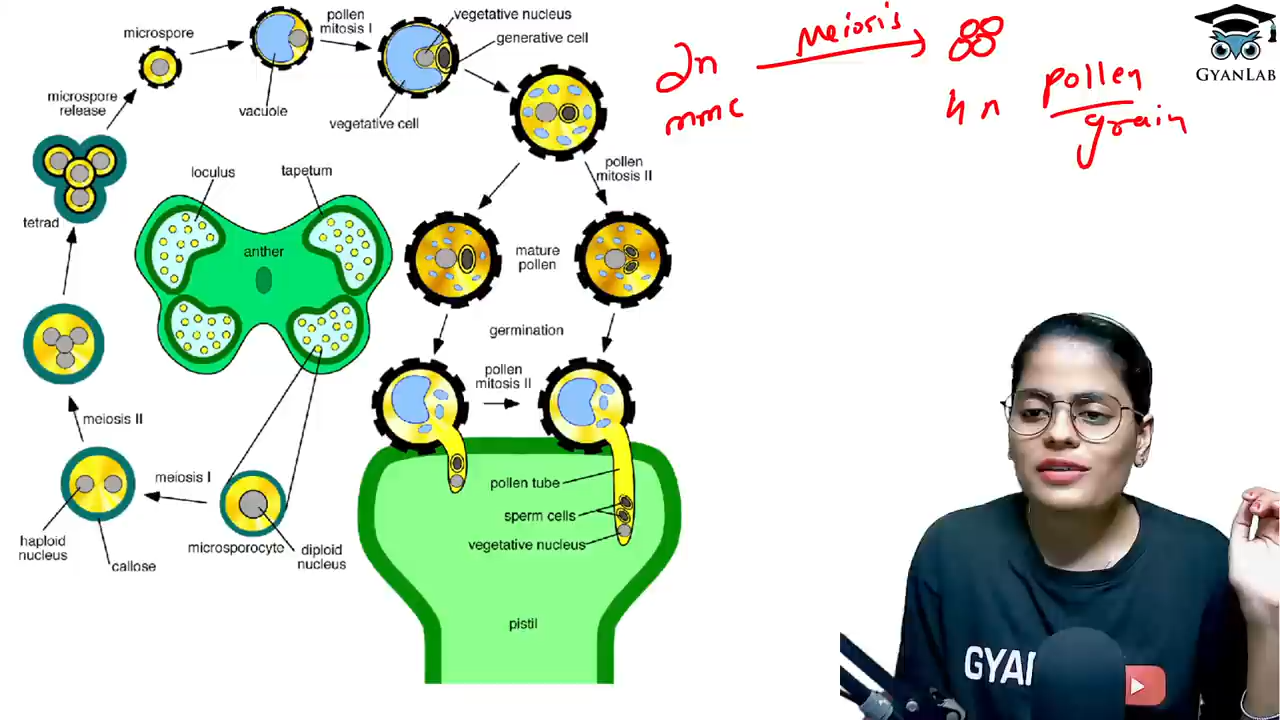 microspore
pollen
mitosis I
vegetative nucleus
generative cell
microspore
release
vacuole
vegetative cell
tetrad
loculus
tapetum
anther
pollen
mitosis II
mature
pollen
germination
pollen
mitosis II
meiosis II
meiosis I
haploid
nucleus
callose
microsporocyte
diploid
nucleus
pollen tube
sperm cells
vegetative nucleus
pistil
2n
mmc
meiosis
4 n
pollen
grain
GYANLAB
GYAN